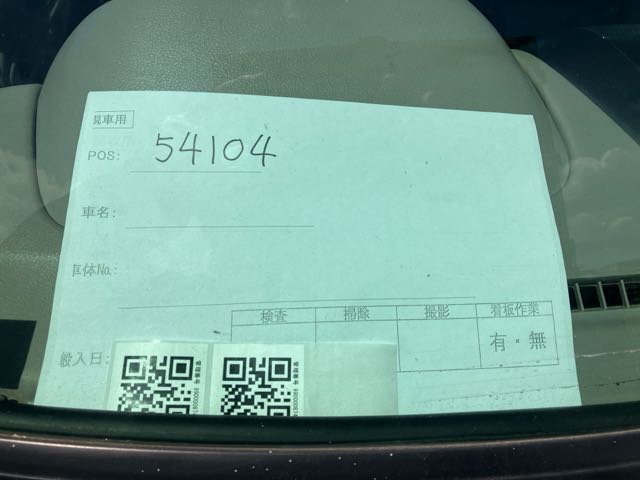 現車用
POS: 54104
車名:
車体No.:
検査 掃除 撮影 看板作業
有・無
搬入日: